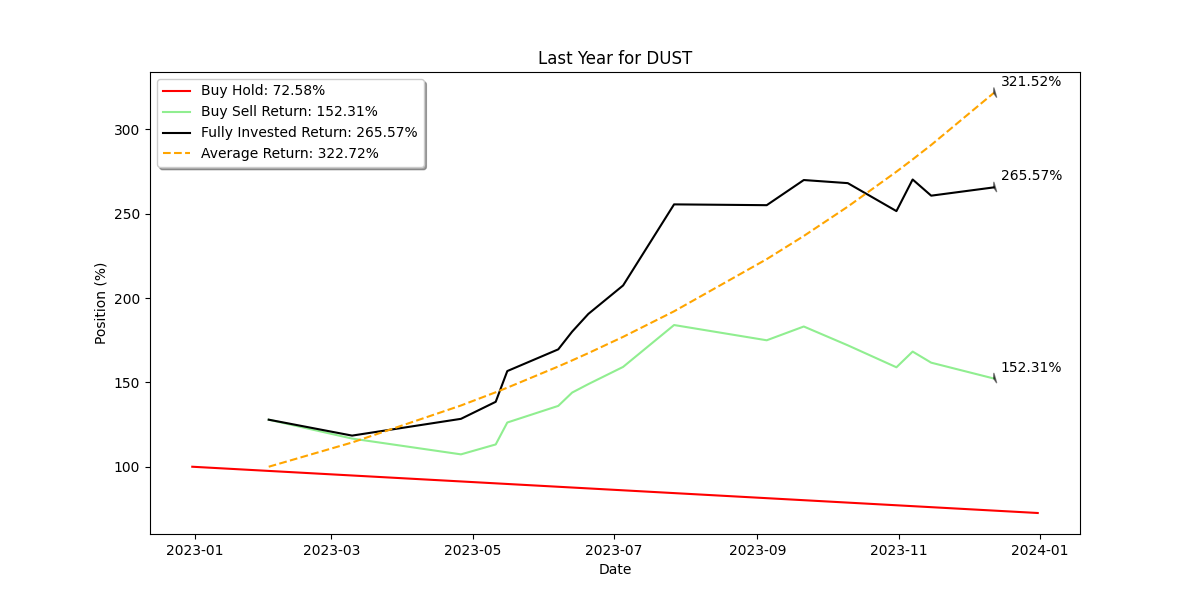 Last Year for DUST
Buy Hold: 72.58%
Buy Sell Return: 152.31%
Fully Invested Return: 265.57%
Average Return: 322.72%
321.52%
265.57%
152.31%
Position (%)
300
250
200
150
100
2023-01
2023-03
2023-05
2023-07
2023-09
2023-11
2024-01
Date